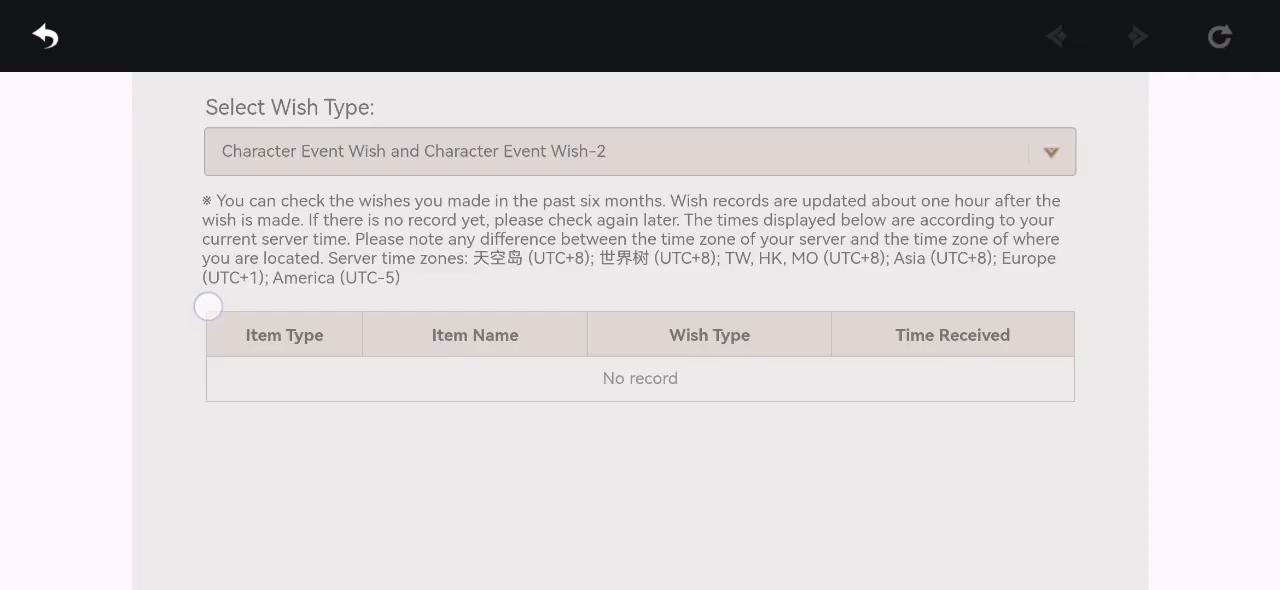 Select Wish Type:
Character Event Wish and Character Event Wish-2
※ You can check the wishes you made in the past six months. Wish records are updated about one hour after the
wish is made. If there is no record yet, please check again later. The times displayed below are according to your
current server time. Please note any difference between the time zone of your server and the time zone of where
you are located. Server time zones: 天空岛 (UTC+8); 世界树 (UTC+8); TW, HK, MO (UTC+8); Asia (UTC+8); Europe
(UTC+1); America (UTC-5)
Item Type Item Name Wish Type Time Received
No record